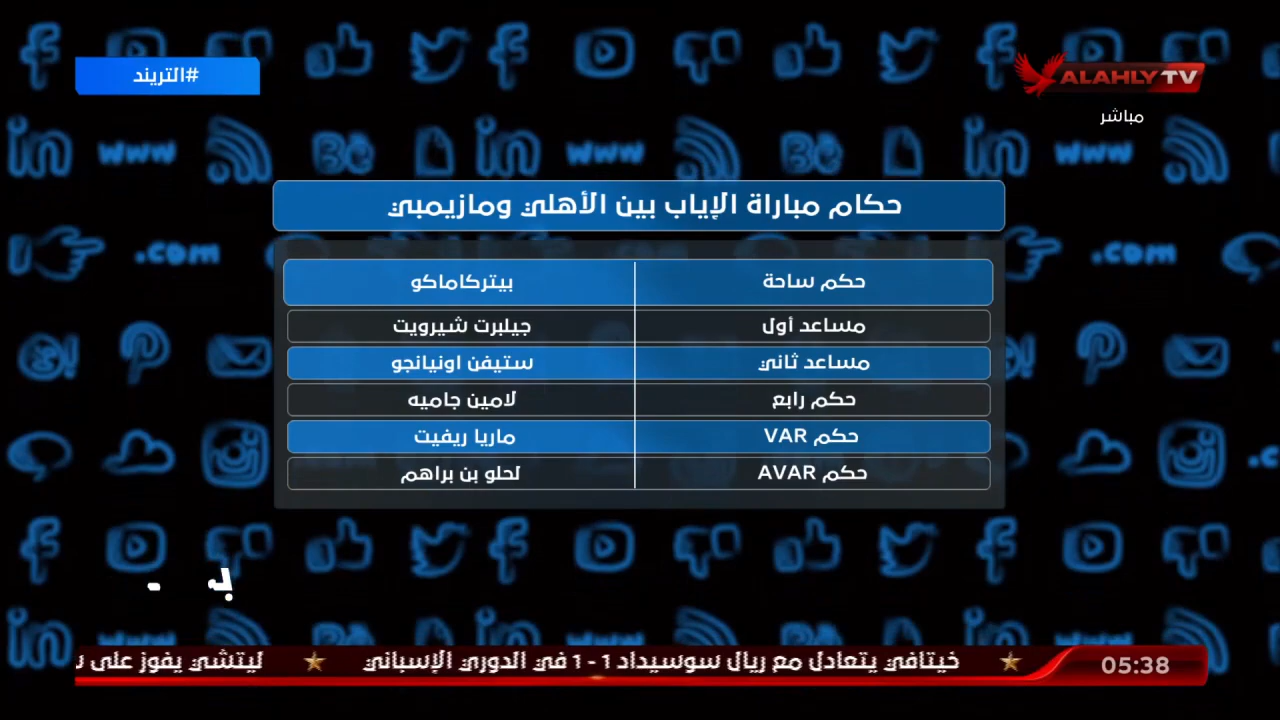 #التريند
ALAHLY TV
مباشر
حكام مباراة الإياب بين الأهلي ومازيمبي
حكم ساحة بيتركاماكو
مساعد أول جيلبرت شيرويت
مساعد ثاني ستيفن اونيانجو
حكم رابع لامين جاميه
حكم VAR ماريا ريفيت
حكم AVAR لحلو بن براهم
05:38
خيتافي يتعادل مع ريال سوسيداد 1 - 1 في الدوري الإسباني ليتشي يفوز على